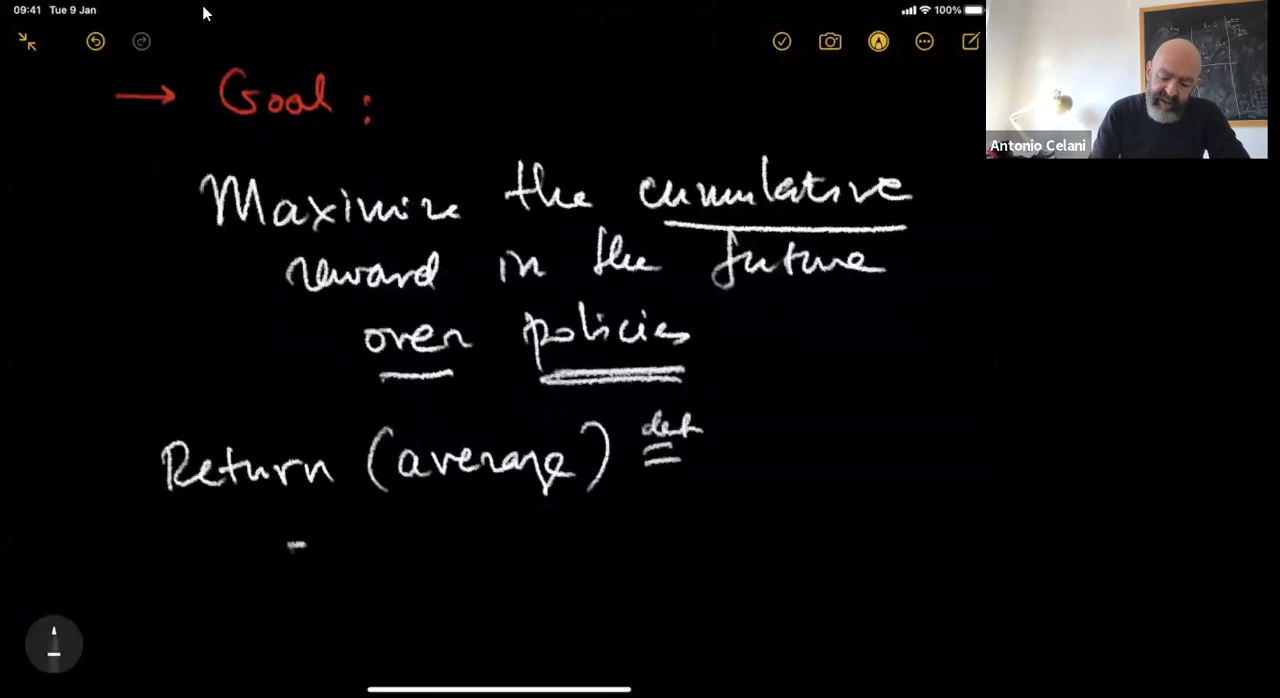 09:41 Tue 9 Jan
100%
→ Goal:
Maximize the cumulative
reward in the future
over policies
Return (average) def
=
Antonio Celani